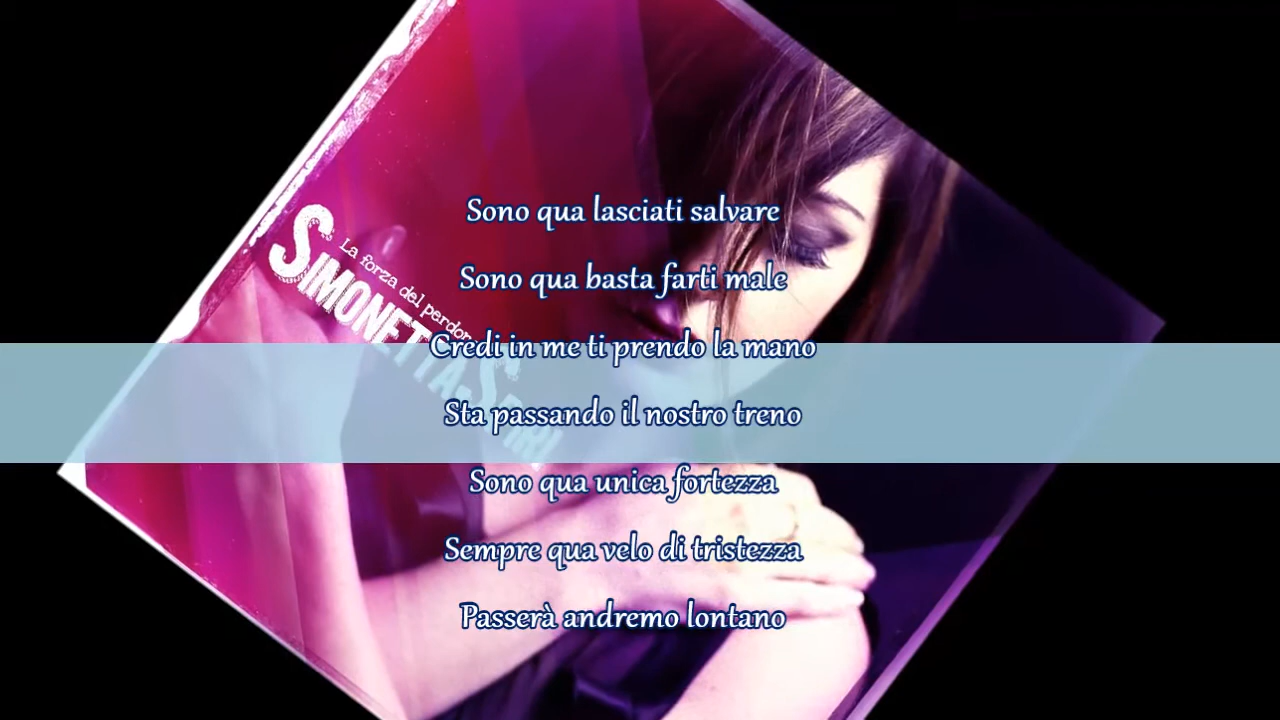 La forza del perdono
SIMONETTA SPIRI
Sono qua lasciati salvare
Sono qua basta farti male
Credi in me ti prendo la mano
Sta passando il nostro treno
Sono qua unica fortezza
Sempre qua velo di tristezza
Passerà andremo lontano